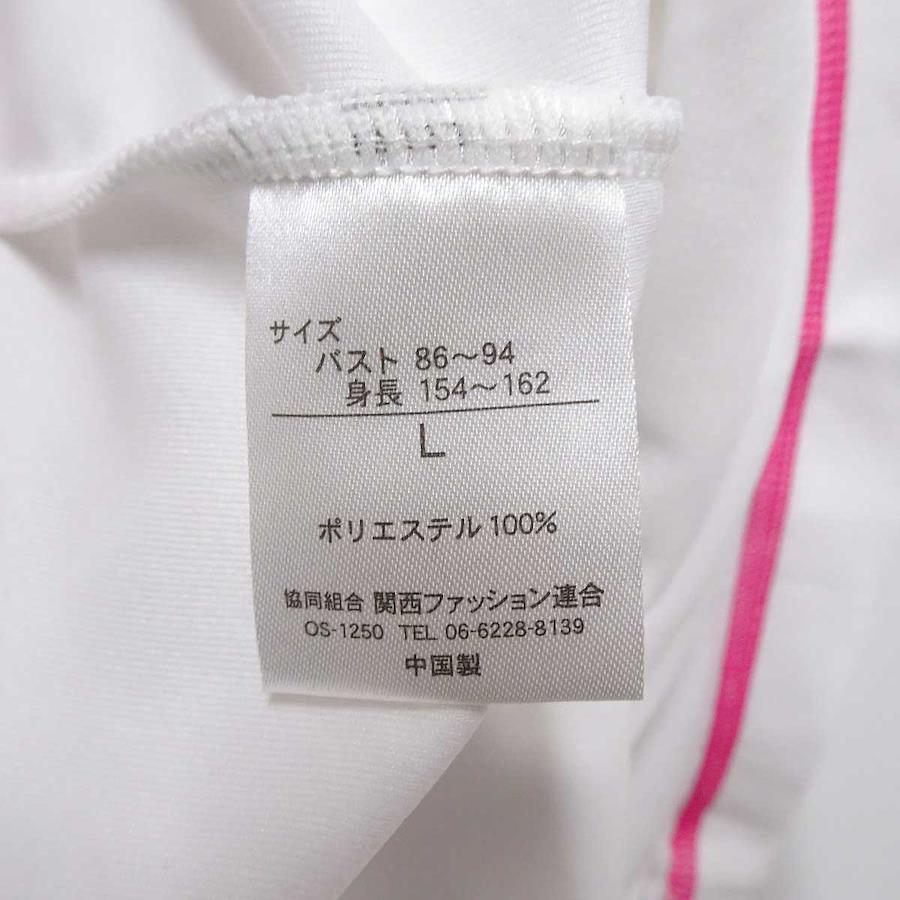 サイズ
バスト 86～94
身長 154～162
L
ポリエステル 100%
協同組合 関西ファッション連合
OS-1250 TEL 06-6228-8139
中国製